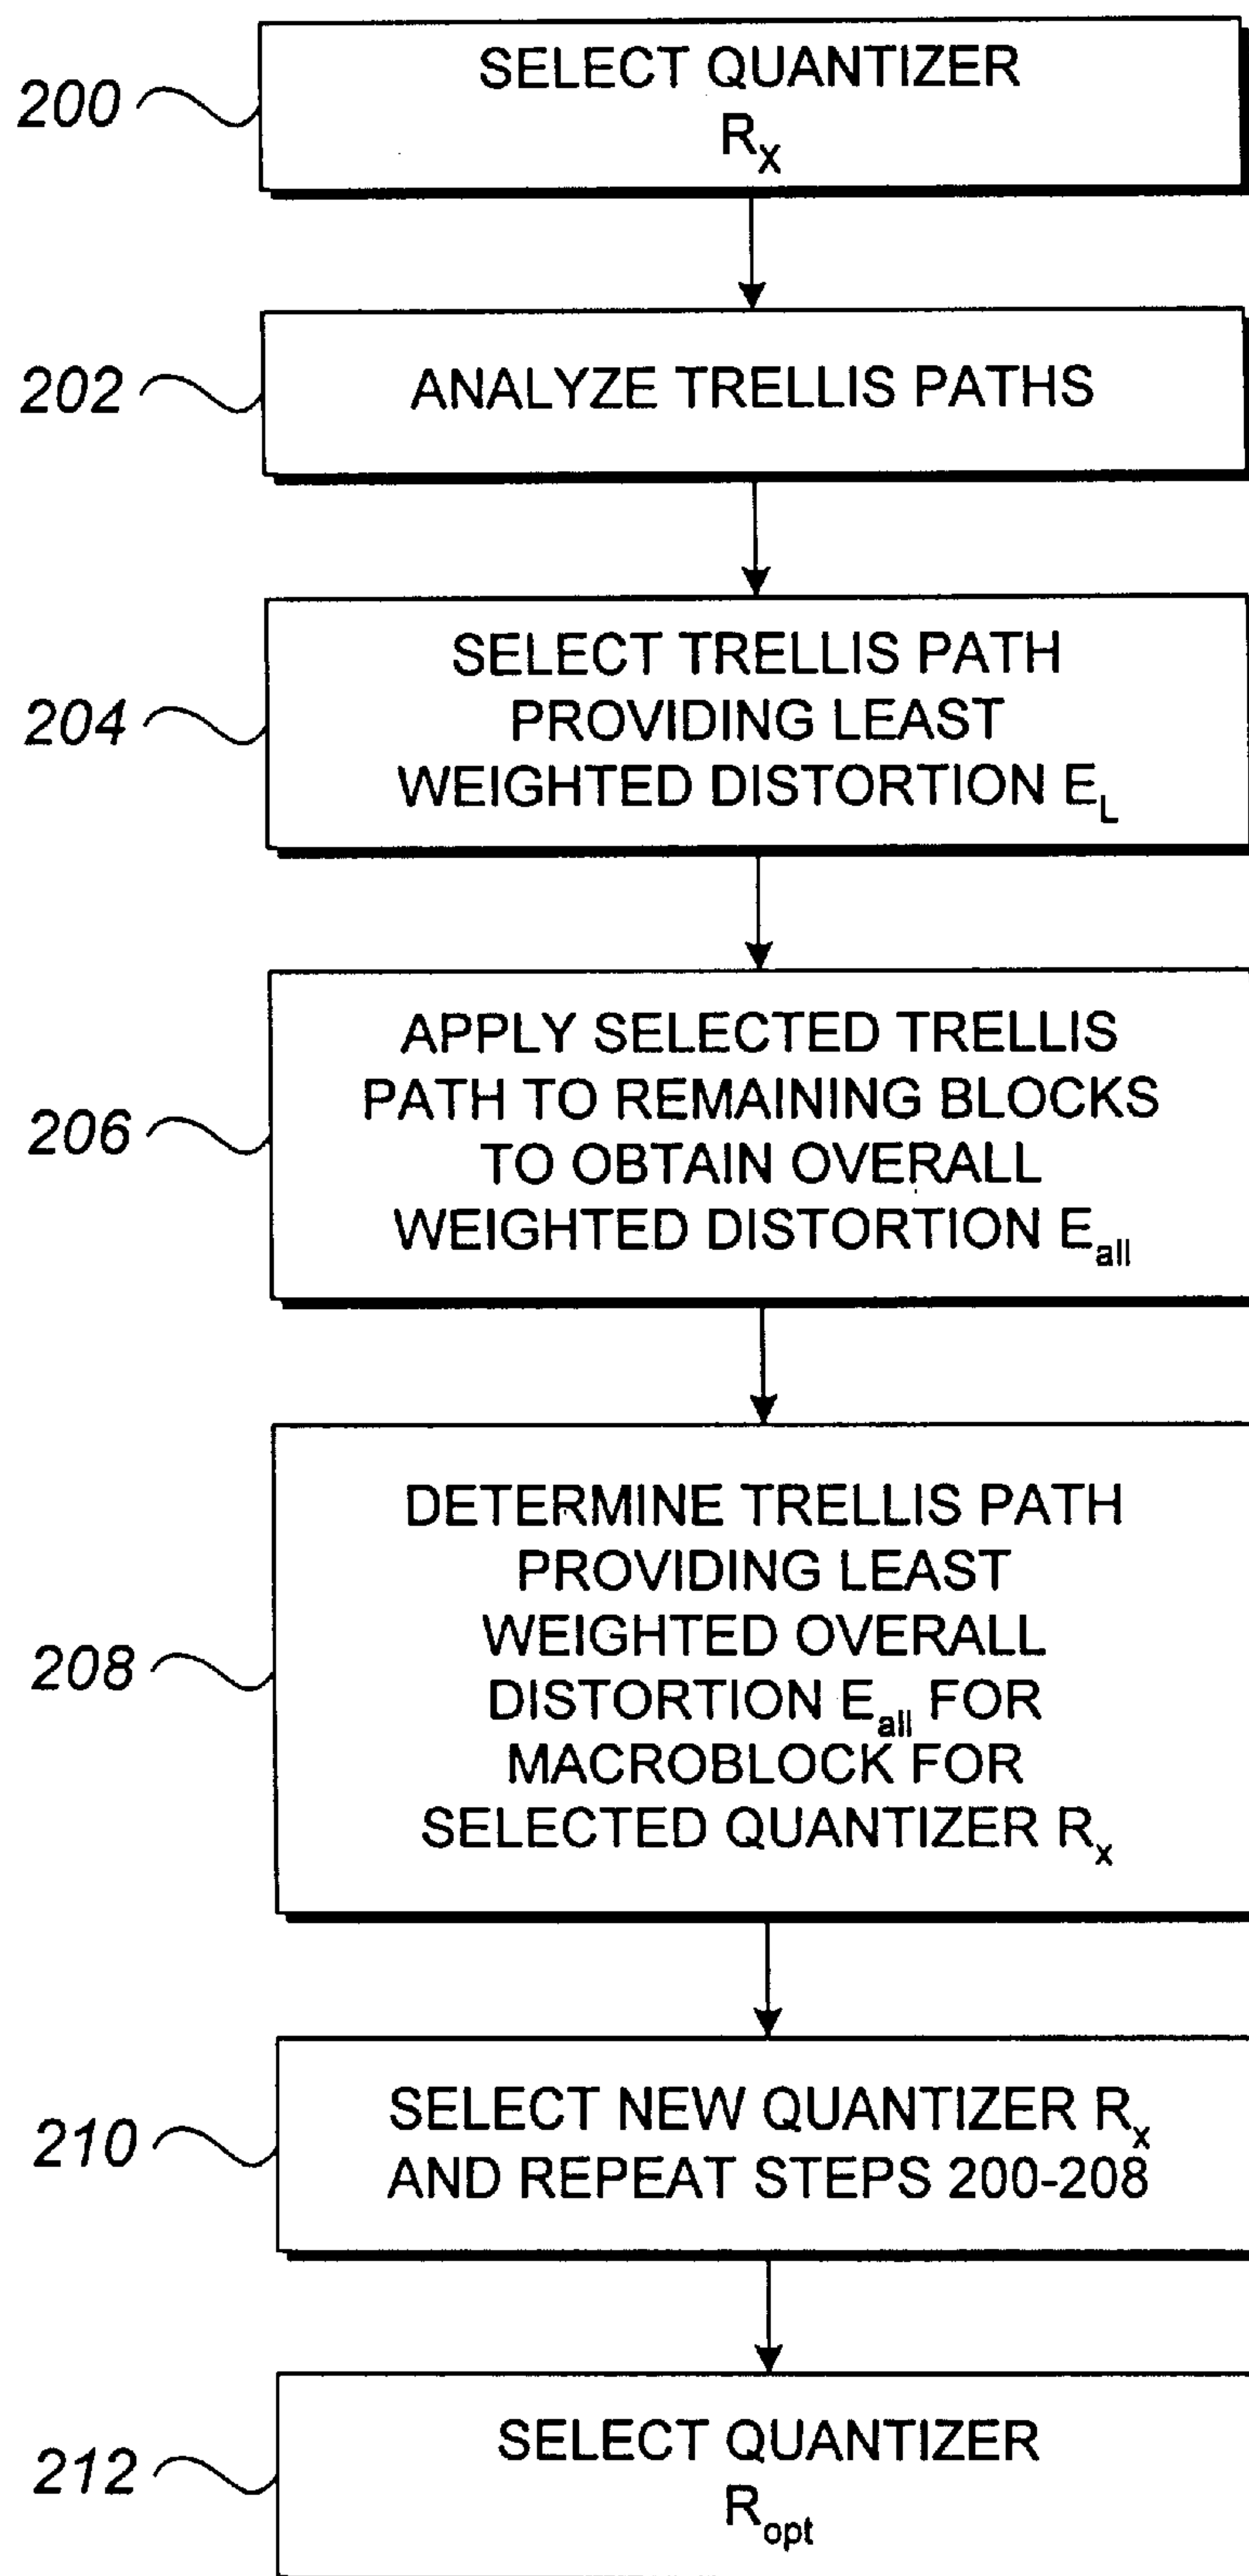 200
SELECT QUANTIZER
R_X
202
ANALYZE TRELLIS PATHS
204
SELECT TRELLIS PATH
PROVIDING LEAST
WEIGHTED DISTORTION E_L
206
APPLY SELECTED TRELLIS
PATH TO REMAINING BLOCKS
TO OBTAIN OVERALL
WEIGHTED DISTORTION E_all
208
DETERMINE TRELLIS PATH
PROVIDING LEAST
WEIGHTED OVERALL
DISTORTION E_all FOR
MACROBLOCK FOR
SELECTED QUANTIZER R_x
210
SELECT NEW QUANTIZER R_x
AND REPEAT STEPS 200-208
212
SELECT QUANTIZER
R_opt